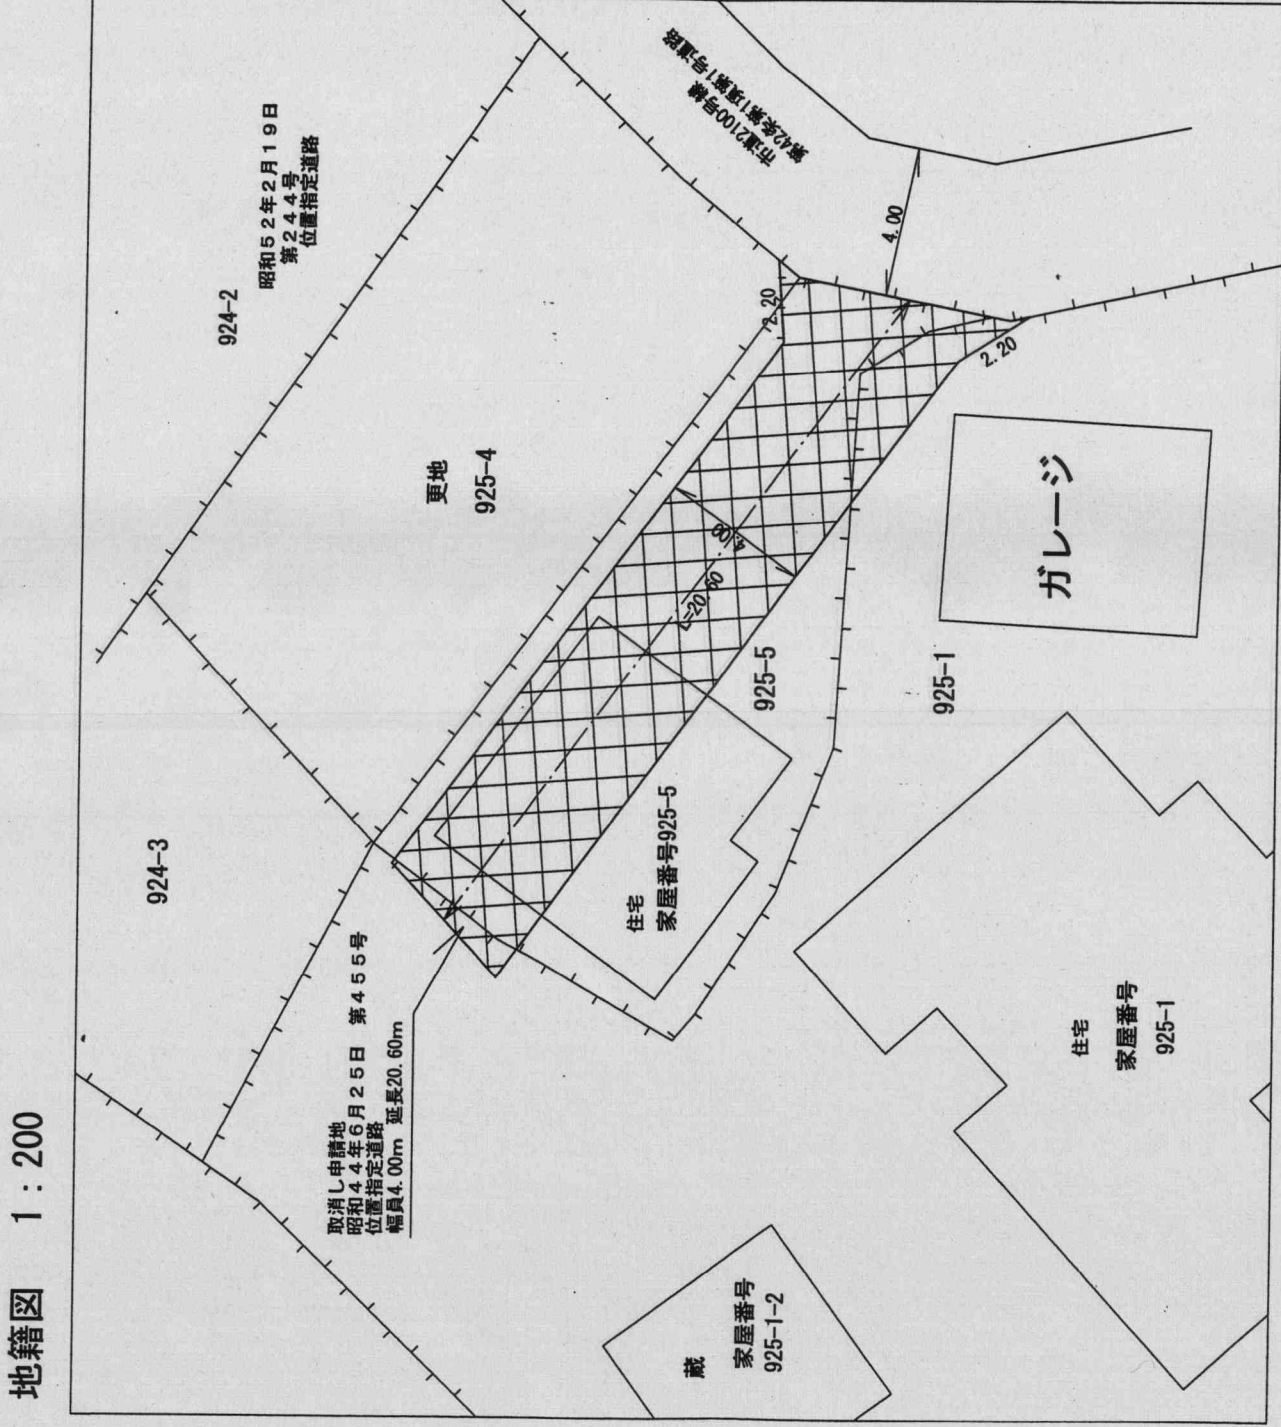 地籍図 1：200
924-3
924-2
昭和52年2月19日
第244号
位置指定道路
更地
925-4
市道2100号線
第42条第1項第1号道路
4.00
2.20
2.20
4.00
L=20.60
取消し申請地
昭和44年6月25日 第455号
位置指定道路
幅員4.00m 延長20.60m
925-5
住宅
家屋番号925-5
925-1
ガレージ
住宅
家屋番号
925-1
蔵
家屋番号
925-1-2